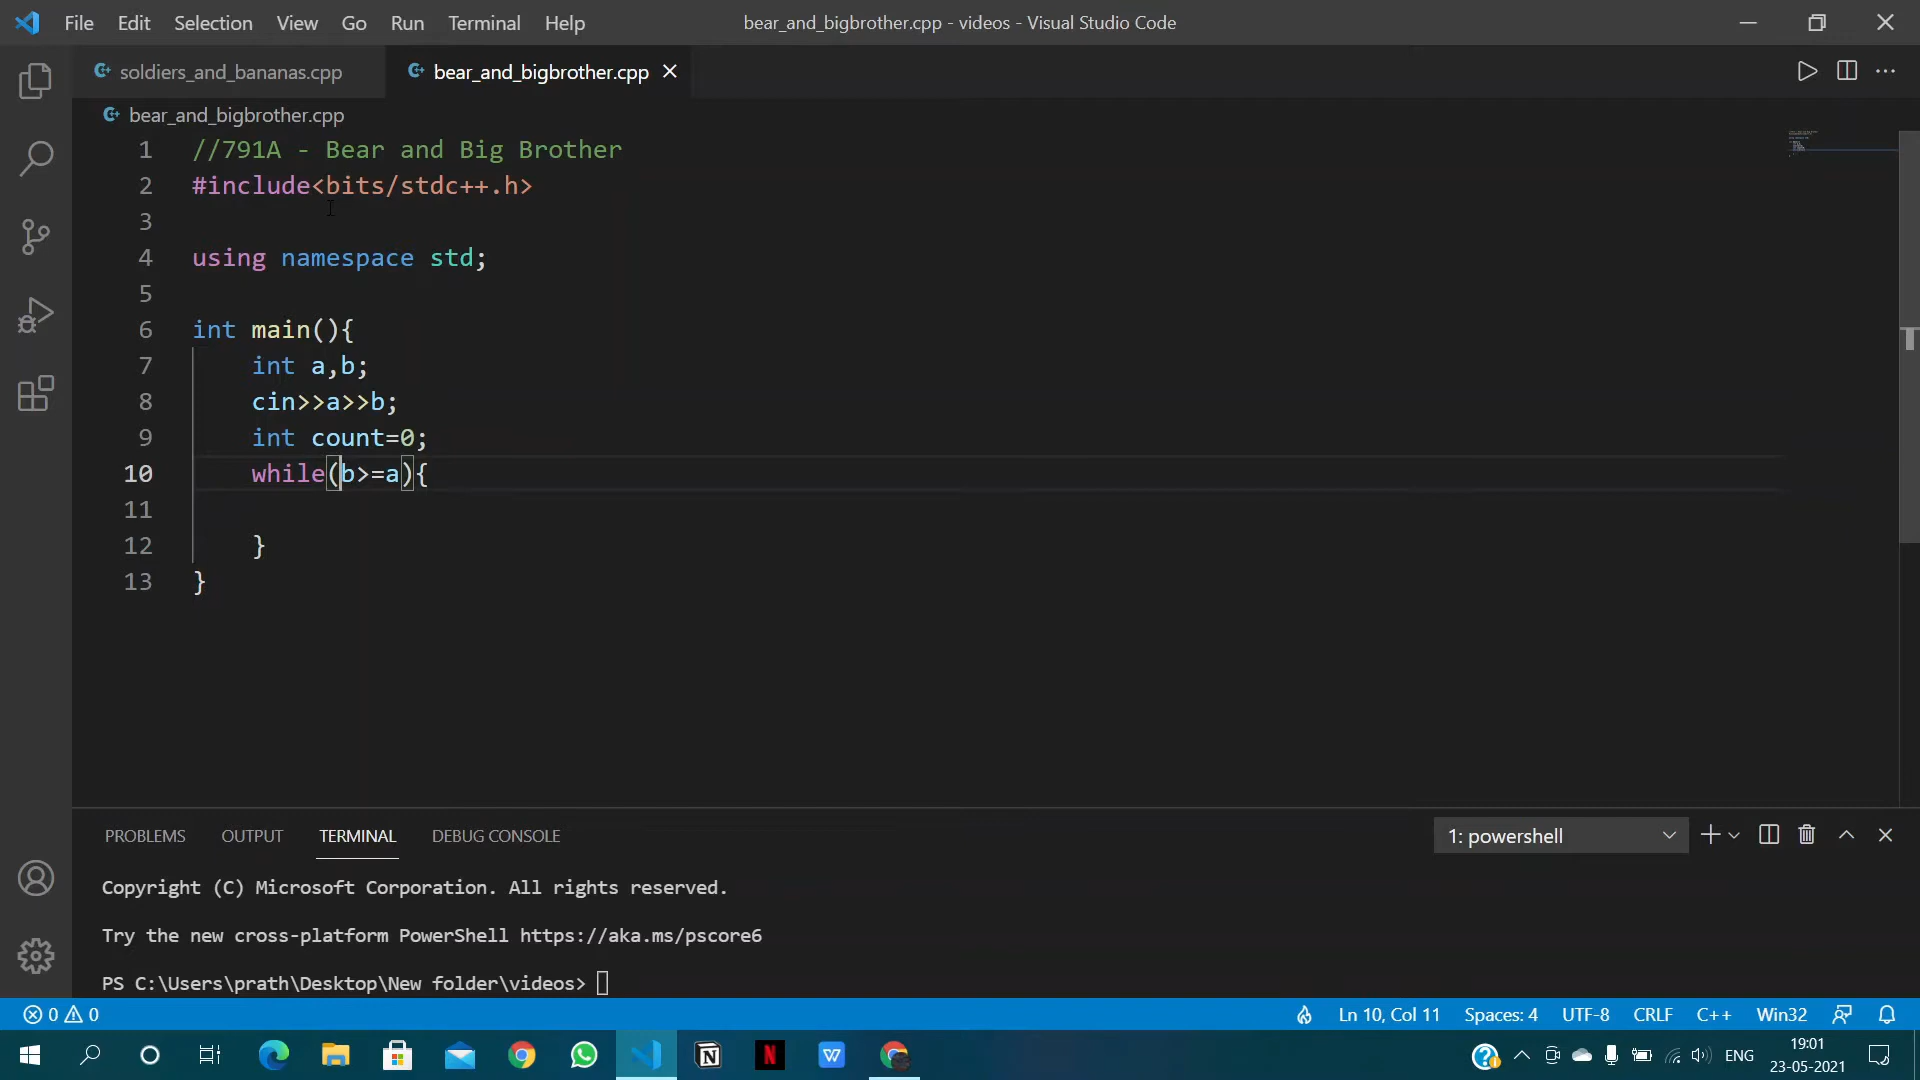 File Edit Selection View Go Run Terminal Help bear_and_bigbrother.cpp - videos - Visual Studio Code
soldiers_and_bananas.cpp bear_and_bigbrother.cpp
bear_and_bigbrother.cpp
1 //791A - Bear and Big Brother
2 #include<bits/stdc++.h>
3
4 using namespace std;
5
6 int main(){
7 int a,b;
8 cin>>a>>b;
9 int count=0;
10 while(b>=a){
11
12 }
13 }
PROBLEMS OUTPUT TERMINAL DEBUG CONSOLE 1: powershell
Copyright (C) Microsoft Corporation. All rights reserved.
Try the new cross-platform PowerShell https://aka.ms/pscore6
PS C:\Users\prath\Desktop\New folder\videos>
0 0 Ln 10, Col 11 Spaces: 4 UTF-8 CRLF C++ Win32
ENG 19:01
23-05-2021